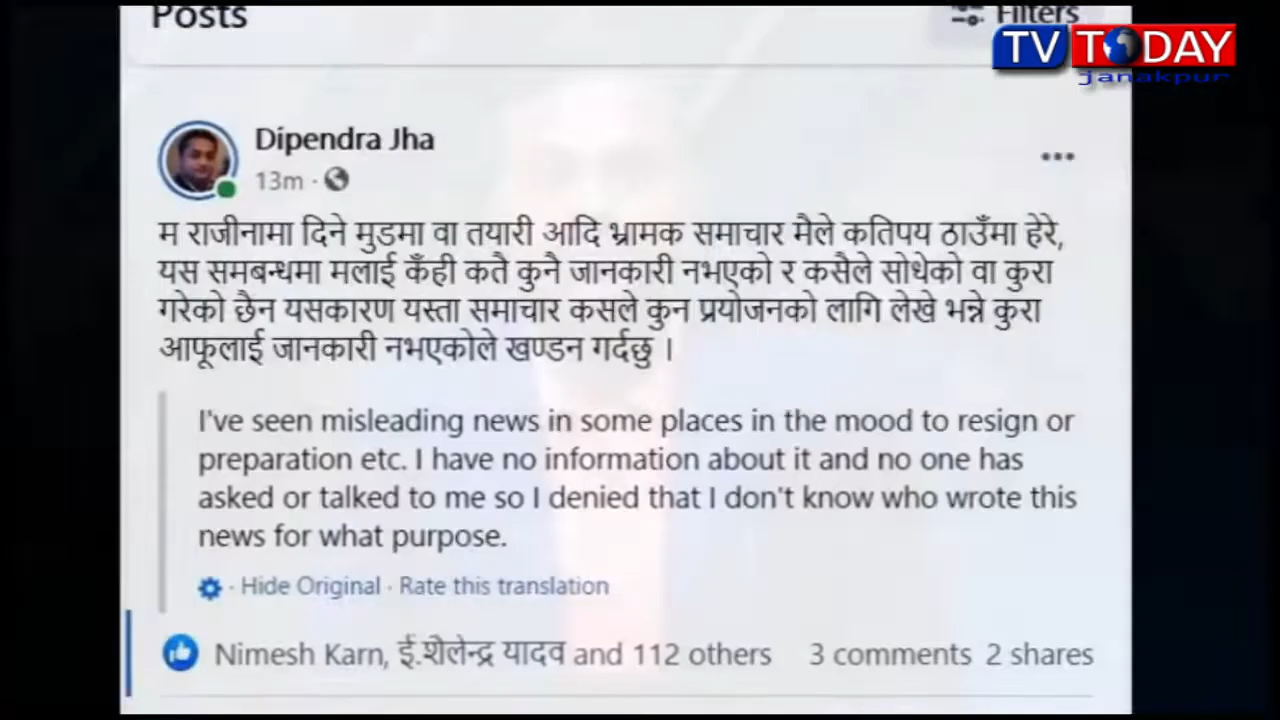 Posts
Filters
TV TODAY
janakpur
Dipendra Jha
13m ·
म राजीनामा दिने मुडमा वा तयारी आदि भ्रामक समाचार मैले कतिपय ठाउँमा हेरे,
यस समबन्धमा मलाई कँही कतै कुनै जानकारी नभएको र कसैले सोधेको वा कुरा
गरेको छैन यसकारण यस्ता समाचार कसले कुन प्रयोजनको लागि लेखे भन्ने कुरा
आफूलाई जानकारी नभएकोले खण्डन गर्दछु ।
I've seen misleading news in some places in the mood to resign or
preparation etc. I have no information about it and no one has
asked or talked to me so I denied that I don't know who wrote this
news for what purpose.
· Hide Original · Rate this translation
Nimesh Karn, ई.शैलेन्द्र यादव and 112 others 3 comments 2 shares